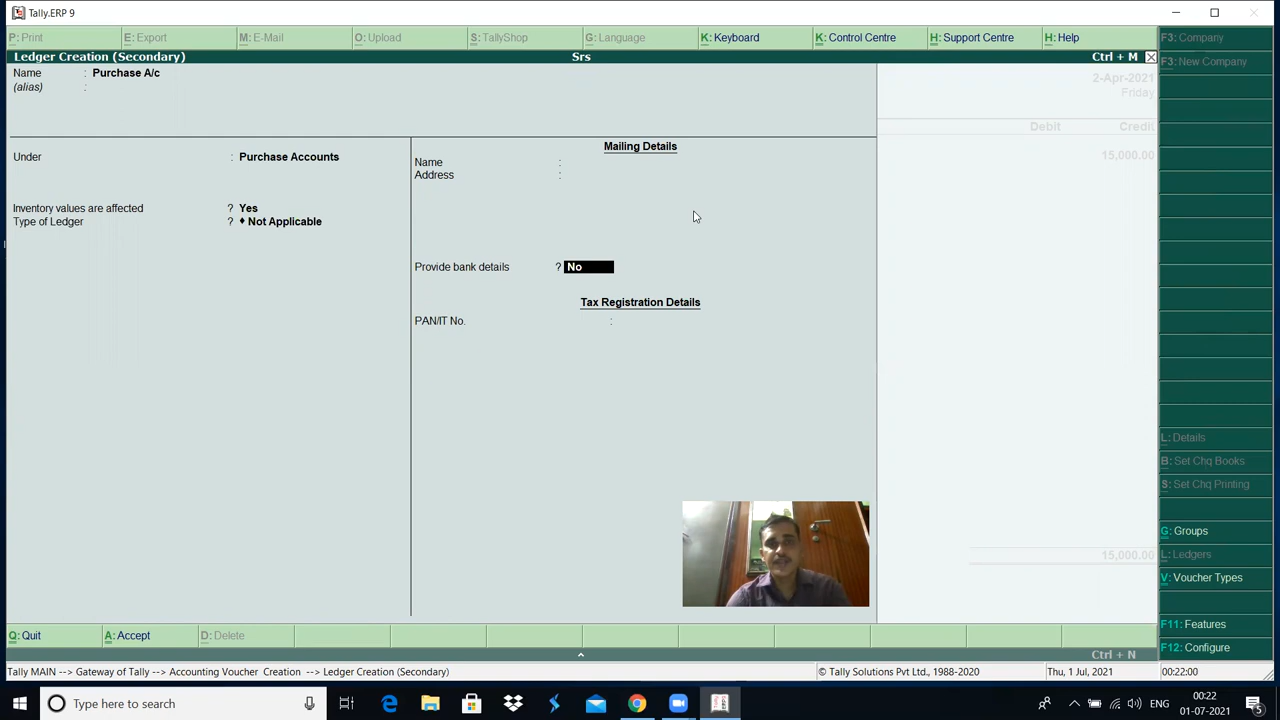 Tally.ERP 9
P: Print
E: Export
M: E-Mail
O: Upload
S: TallyShop
G: Language
K: Keyboard
K: Control Centre
H: Support Centre
H: Help
F3: Company
Ledger Creation (Secondary)
Srs
Ctrl + M
F3: New Company
Name : Purchase A/c
(alias) :
2-Apr-2021
Friday
Debit Credit
15,000.00
Under : Purchase Accounts
Inventory values are affected ? Yes
Type of Ledger ? ♦ Not Applicable
Mailing Details
Name :
Address :
Provide bank details ? No
Tax Registration Details
PAN/IT No. :
15,000.00
L: Details
B: Set Chq Books
S: Set Chq Printing
G: Groups
L: Ledgers
V: Voucher Types
F11: Features
F12: Configure
Q: Quit
A: Accept
D: Delete
Ctrl + N
Tally MAIN --> Gateway of Tally --> Accounting Voucher Creation --> Ledger Creation (Secondary)
© Tally Solutions Pvt Ltd., 1988-2020
Thu, 1 Jul, 2021
00:22:00
Type here to search
ENG
00:22
01-07-2021
5